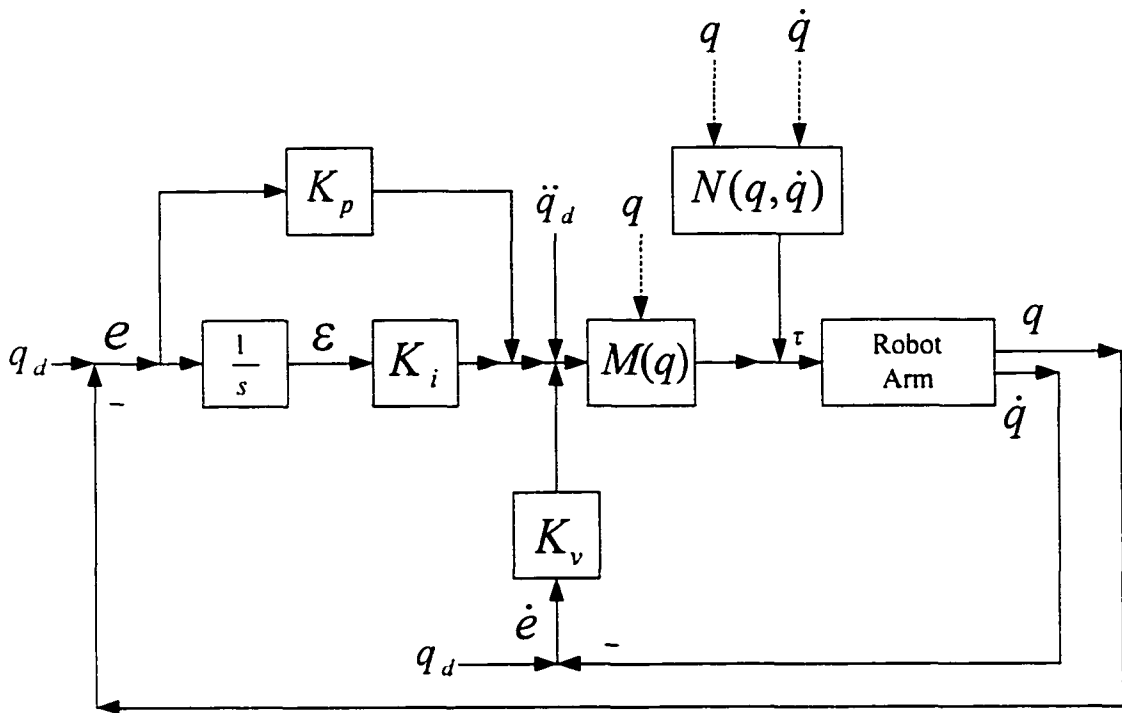 q q̇
N(q, q̇)
K_p
q̈_d
q
q_d
e
-
1/s
ε
K_i
M(q)
τ
Robot
Arm
q
q̇
K_v
ė
q_d
-